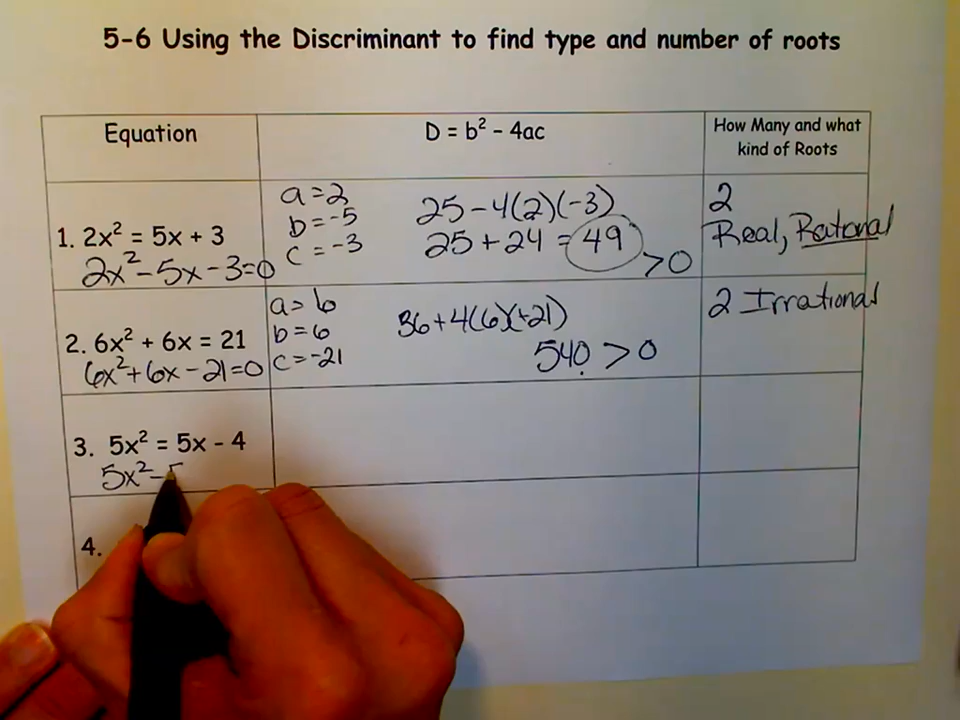 5-6 Using the Discriminant to find type and number of roots
Equation
D = b² - 4ac
How Many and what
kind of Roots
1. 2x² = 5x + 3
2x² - 5x - 3 = 0
a = 2
b = -5
c = -3
25 - 4(2)(-3)
25 + 24 = 49
> 0
2
Real, Rational
2. 6x² + 6x = 21
6x² + 6x - 21 = 0
a = 6
b = 6
c = -21
36 + 4(6)(+21)
540 > 0
2 Irrational
3. 5x² = 5x - 4
5x² - 5
4.